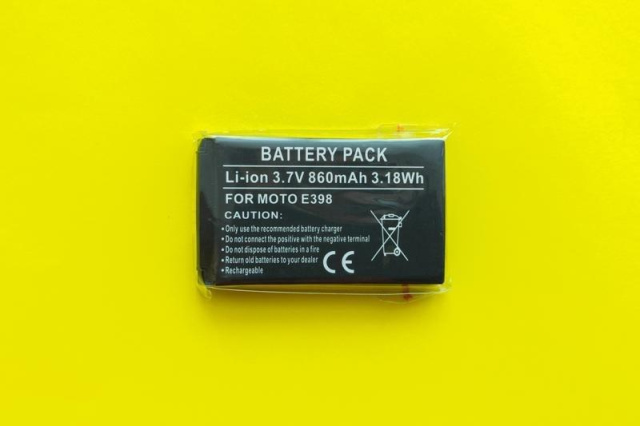 BATTERY PACK
Li-ion 3.7V 860mAh 3.18Wh
FOR MOTO E398
CAUTION:
• Only use the recommended battery charger
• Do not connect the positive with the negative terminal
• Do not dispose of batteries in a fire
• Return old batteries to your dealer
• Rechargeable
CE